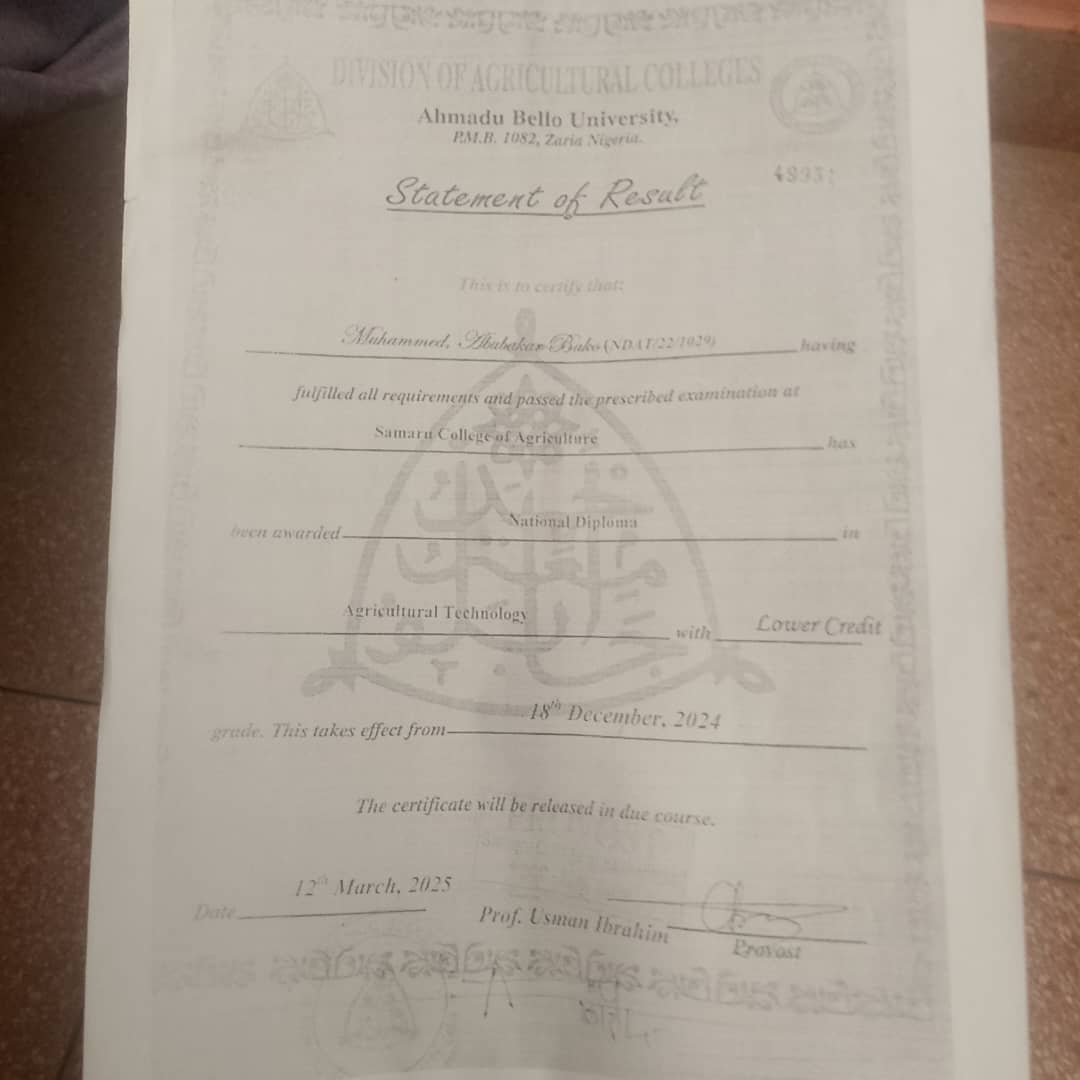 DIVISION OF AGRICULTURAL COLLEGES
Ahmadu Bello University,
P.M.B. 1082, Zaria Nigeria.
Statement of Result
This is to certify that:
Muhammed, Abubakar Bako (NDAT/22/1029) having
fulfilled all requirements and passed the prescribed examination at
Samaru College of Agriculture has
been awarded National Diploma in
Agricultural Technology with Lower Credit
grade. This takes effect from 18th December, 2024
The certificate will be released in due course.
12th March, 2025
Date
Prof. Usman Ibrahim
Provost